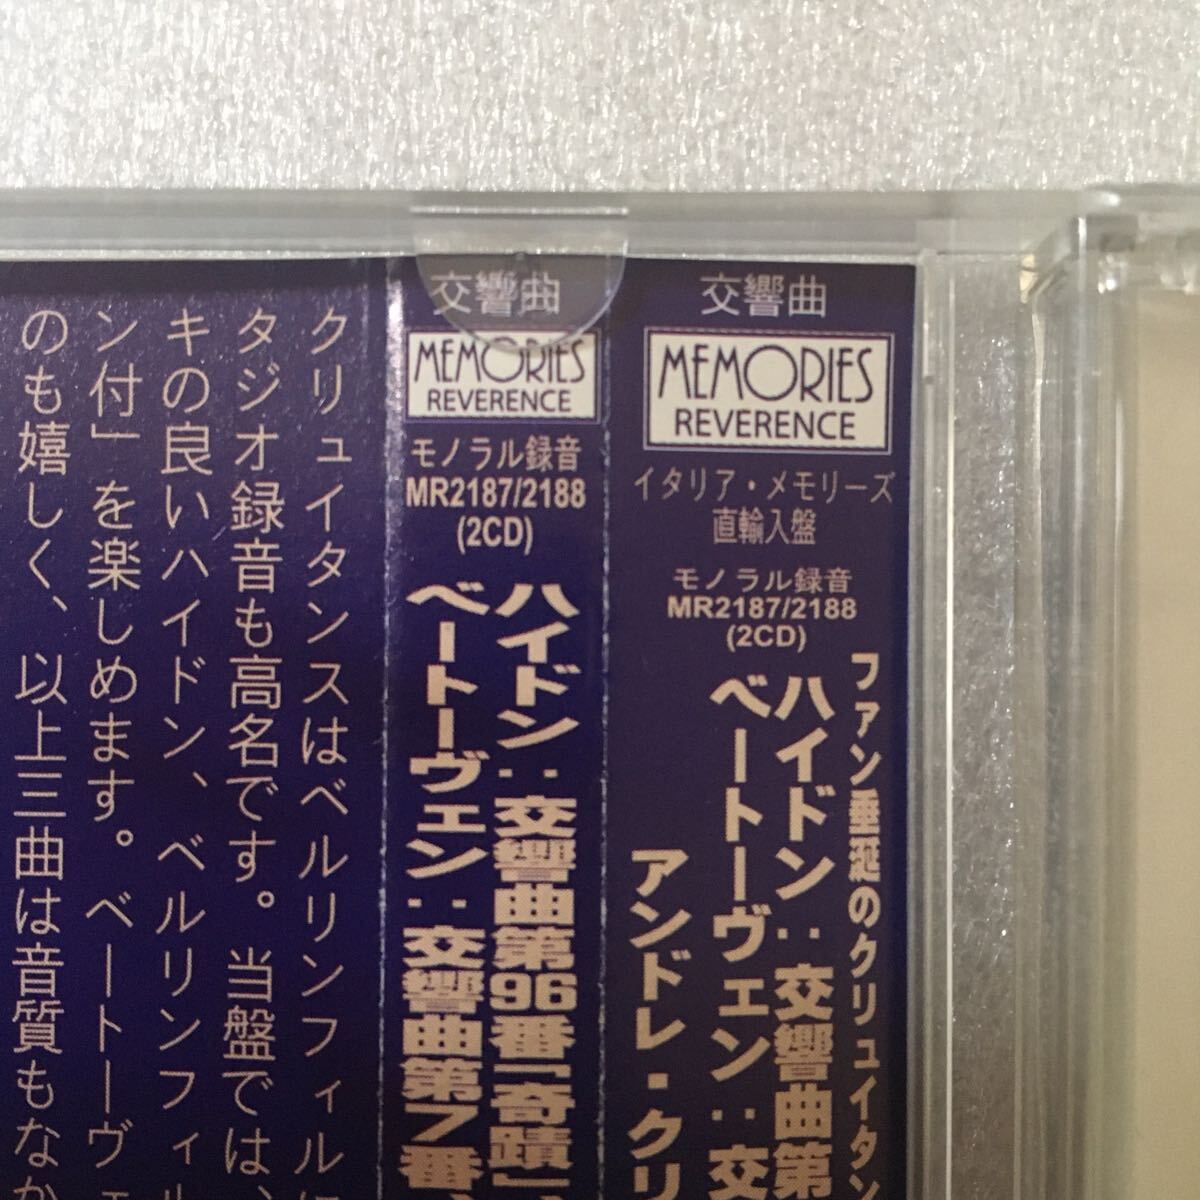 交響曲
MEMORIES
REVERENCE
イタリア・メモリーズ
直輸入盤
モノラル録音
MR2187/2188
(2CD)
ファン垂涎のクリュイタン
ハイドン:交響曲第
ベートーヴェン:交
アンドレ・クリ
交響曲
MEMORIES
REVERENCE
モノラル録音
MR2187/2188
(2CD)
ハイドン:交響曲第96番「奇蹟」、
ベートーヴェン:交響曲第7番、
クリュイタンスはベルリンフィルに
タジオ録音も高名です。当盤では、
キの良いハイドン、ベルリンフィル
ン付」を楽しめます。ベートーヴェ
のも嬉しく、以上三曲は音質もなか